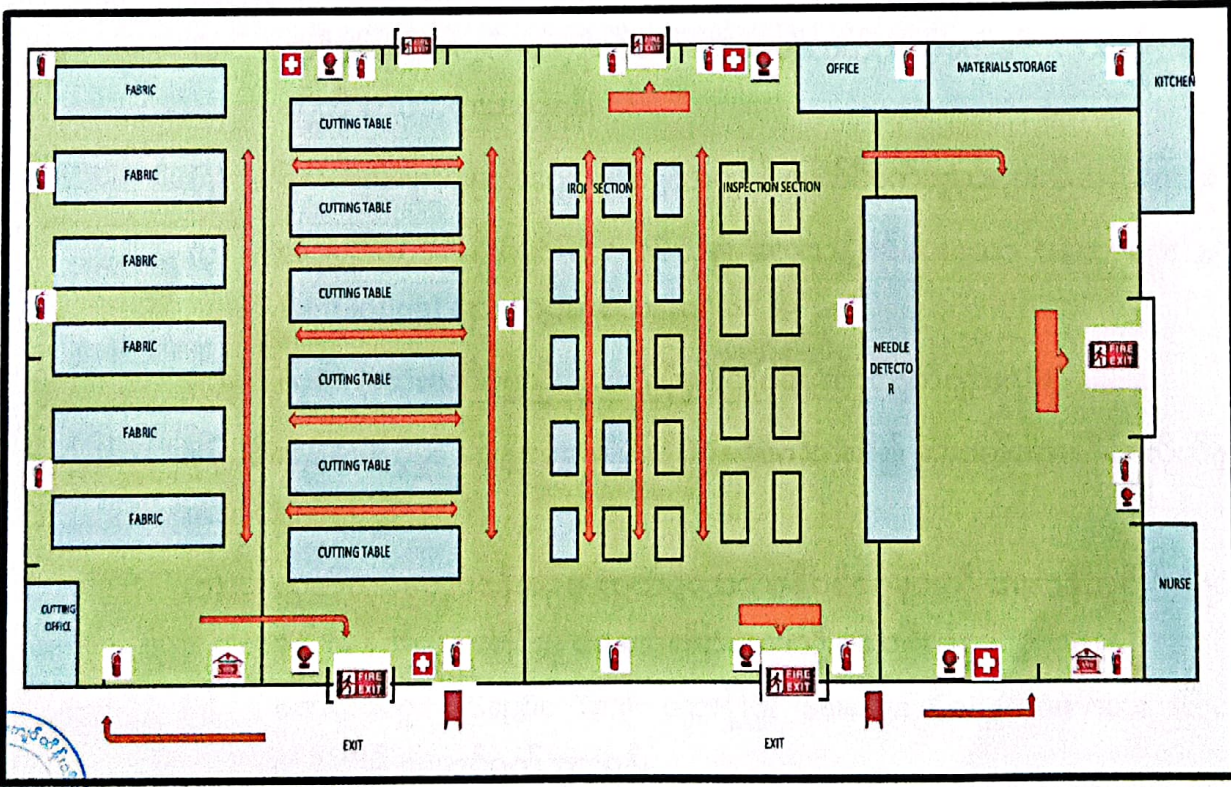 FIRE
EXIT
FIRE
EXIT
OFFICE
MATERIALS STORAGE
KITCHEN
FABRIC
CUTTING TABLE
FABRIC
CUTTING TABLE
IRON SECTION
INSPECTION SECTION
FABRIC
CUTTING TABLE
FABRIC
CUTTING TABLE
NEEDLE
DETECTO
R
FIRE
EXIT
FABRIC
CUTTING TABLE
FABRIC
CUTTING TABLE
CUTTING
OFFICE
NURSE
FIRE
EXIT
FIRE
EXIT
EXIT
EXIT